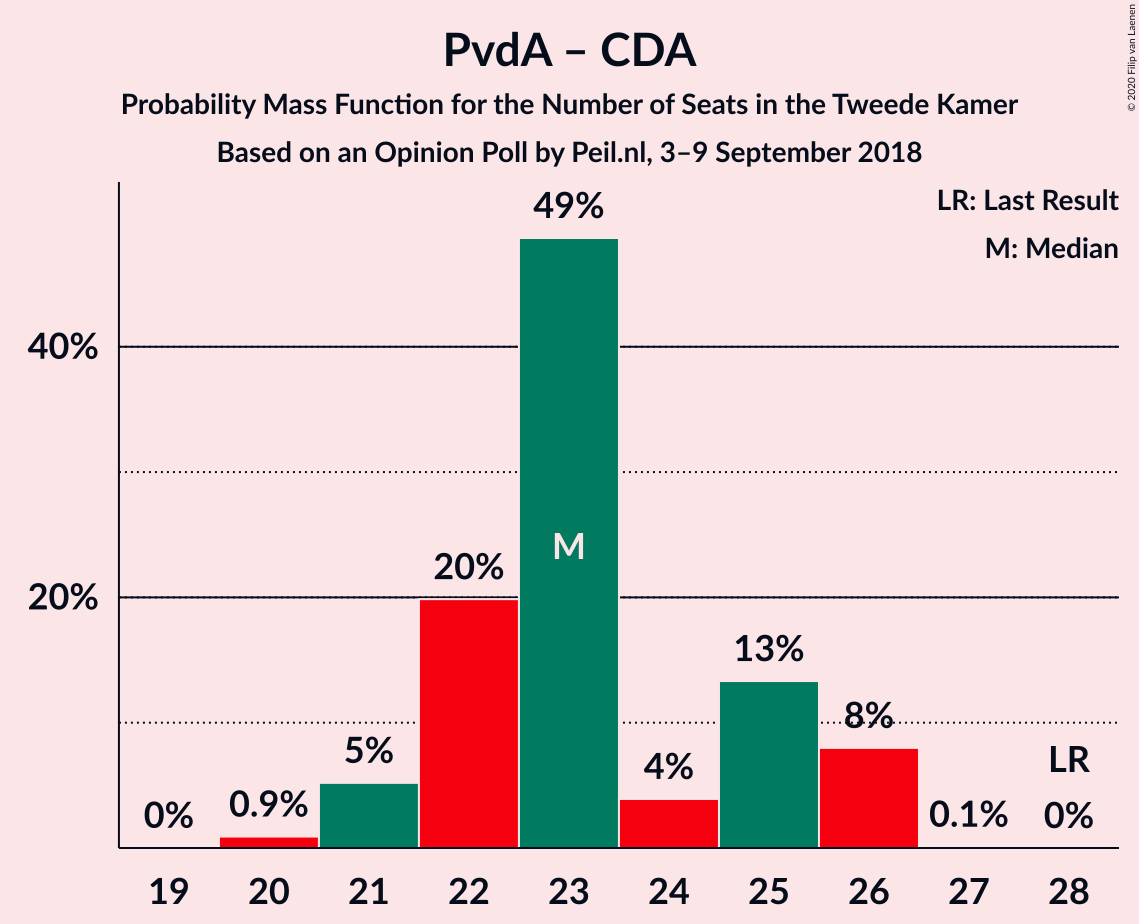 PvdA – CDA
Probability Mass Function for the Number of Seats in the Tweede Kamer
Based on an Opinion Poll by Peil.nl, 3–9 September 2018
© 2020 Filip van Laenen
LR: Last Result
M: Median
40%
20%
0%
0.9%
5%
20%
49%
M
4%
13%
8%
0.1%
LR
0%
19 20 21 22 23 24 25 26 27 28